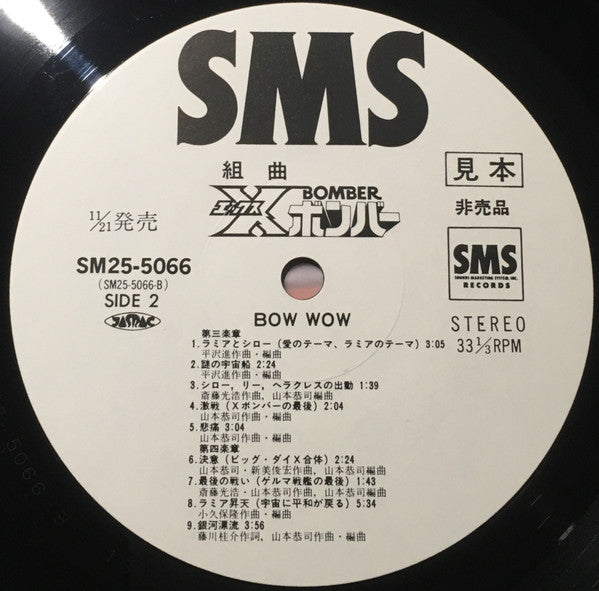 SMS
組曲
見本
BOMBER
エックス
X ボンバー
11/21発売
非売品
SM25-5066
(SM25-5066-B)
SIDE 2
SMS
SOUNDS MARKETING SYSTEM, INC.
RECORDS
JASRAC
BOW WOW
STEREO
33 1/3 RPM
第三楽章
1.ラミアとシロー(愛のテーマ、ラミアのテーマ) 3:05
平沢進作曲・編曲
2.謎の宇宙船 2:24
平沢進作曲・編曲
3.シロー, リー, ヘラクレスの出動 1:39
斎藤光浩作曲, 山本恭司編曲
4.激戦(Xボンバーの最後) 2:04
山本恭司作曲・編曲
5.悲痛 3:04
山本恭司作曲・編曲
第四楽章
6.決意(ビッグ・ダイX合体) 2:24
山本恭司・新美俊宏作曲, 山本恭司編曲
7.最後の戦い(ゲルマ戦艦の最後) 1:43
斎藤光浩・山本恭司作曲, 山本恭司編曲
8.ラミア昇天(宇宙に平和が戻る) 5:34
小久保隆作曲・編曲
9.銀河漂流 3:56
藤川桂介作詞, 山本恭司作曲・編曲